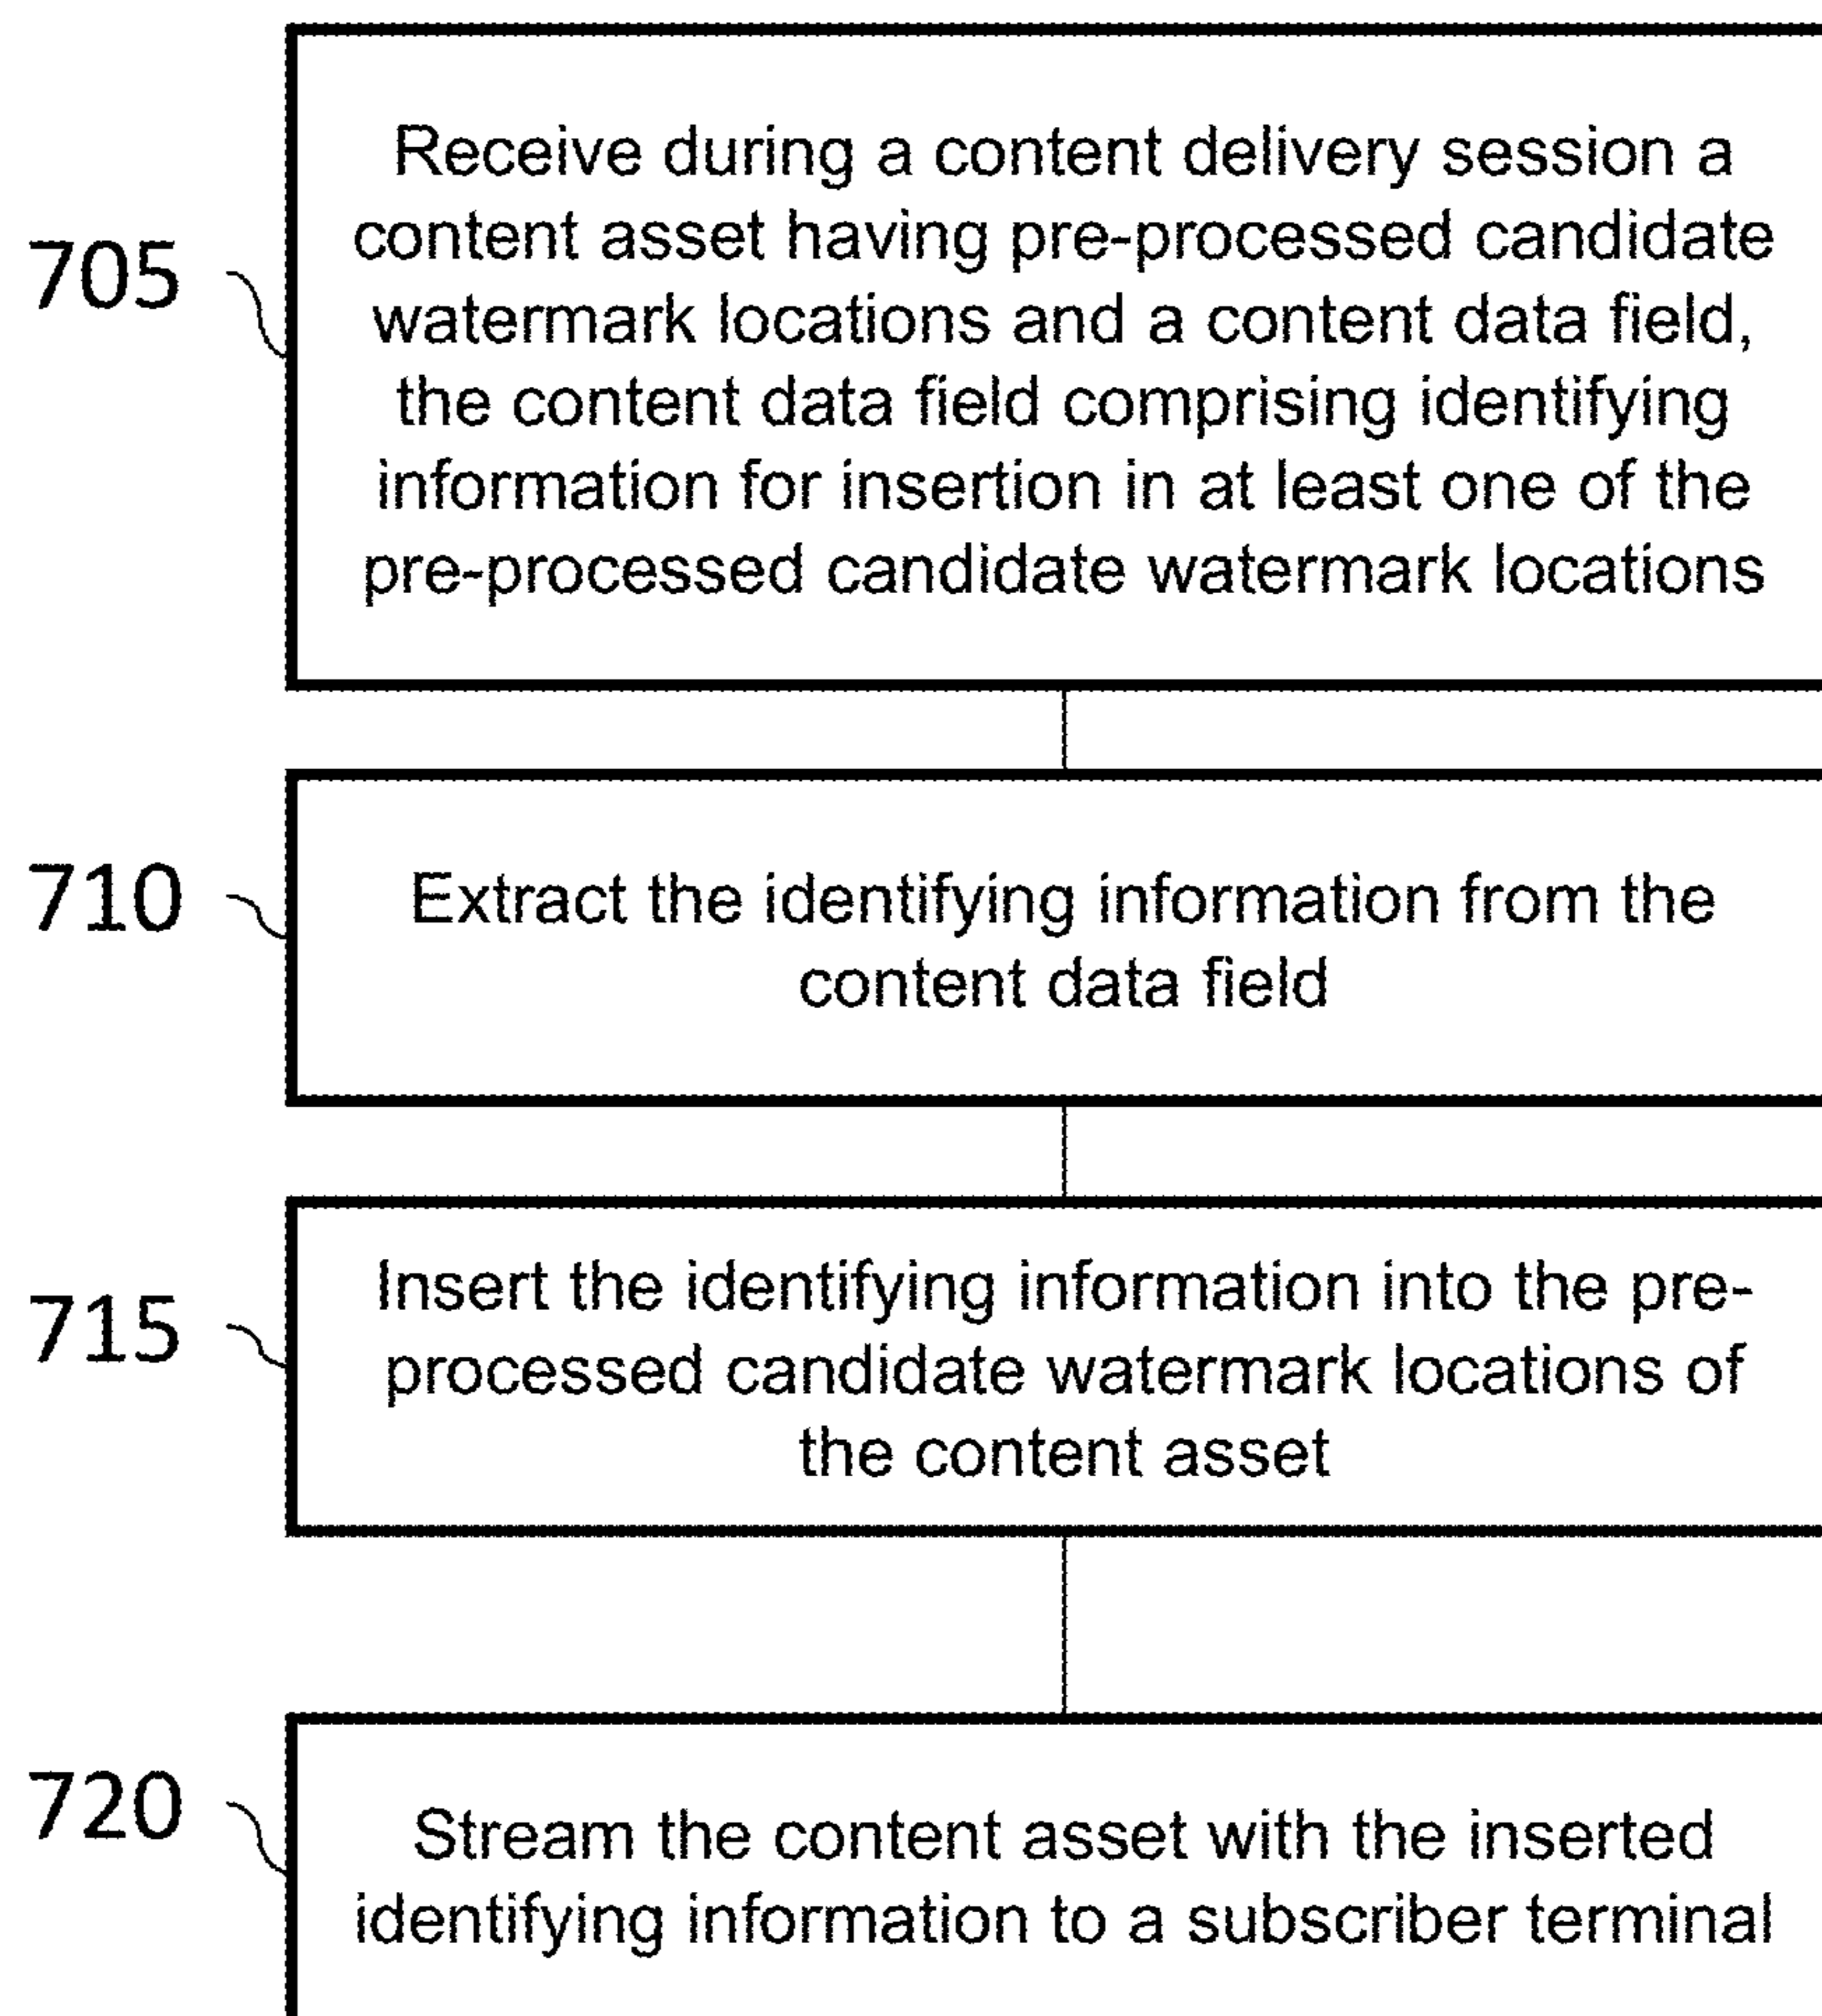 705
Receive during a content delivery session a
content asset having pre-processed candidate
watermark locations and a content data field,
the content data field comprising identifying
information for insertion in at least one of the
pre-processed candidate watermark locations
710
Extract the identifying information from the
content data field
715
Insert the identifying information into the pre-
processed candidate watermark locations of
the content asset
720
Stream the content asset with the inserted
identifying information to a subscriber terminal